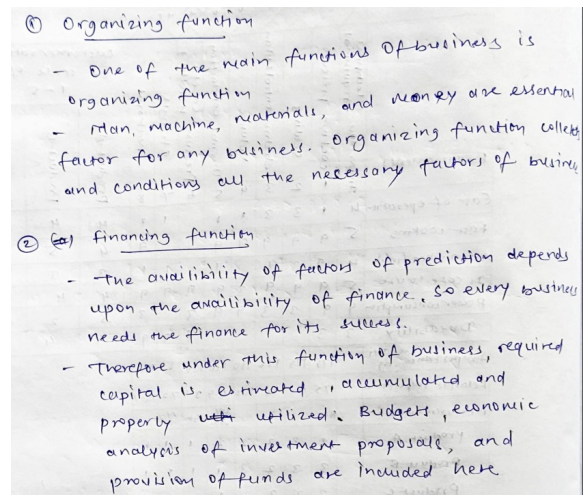 ① Organizing function
- One of the main functions Of business is
organizing function
- Man, machine, materials, and money are essential
factor for any business. Organizing function collects
and conditions all the necessary factors of business
② financing function
- The availibility of factors of prediction depends
upon the availibility of finance. So every business
needs the finance for its success.
- Therefore under this function of business, required
capital is estimated, accumulated and
properly utilized. Budgets, economic
analysis of investment proposals, and
provision of funds are included here